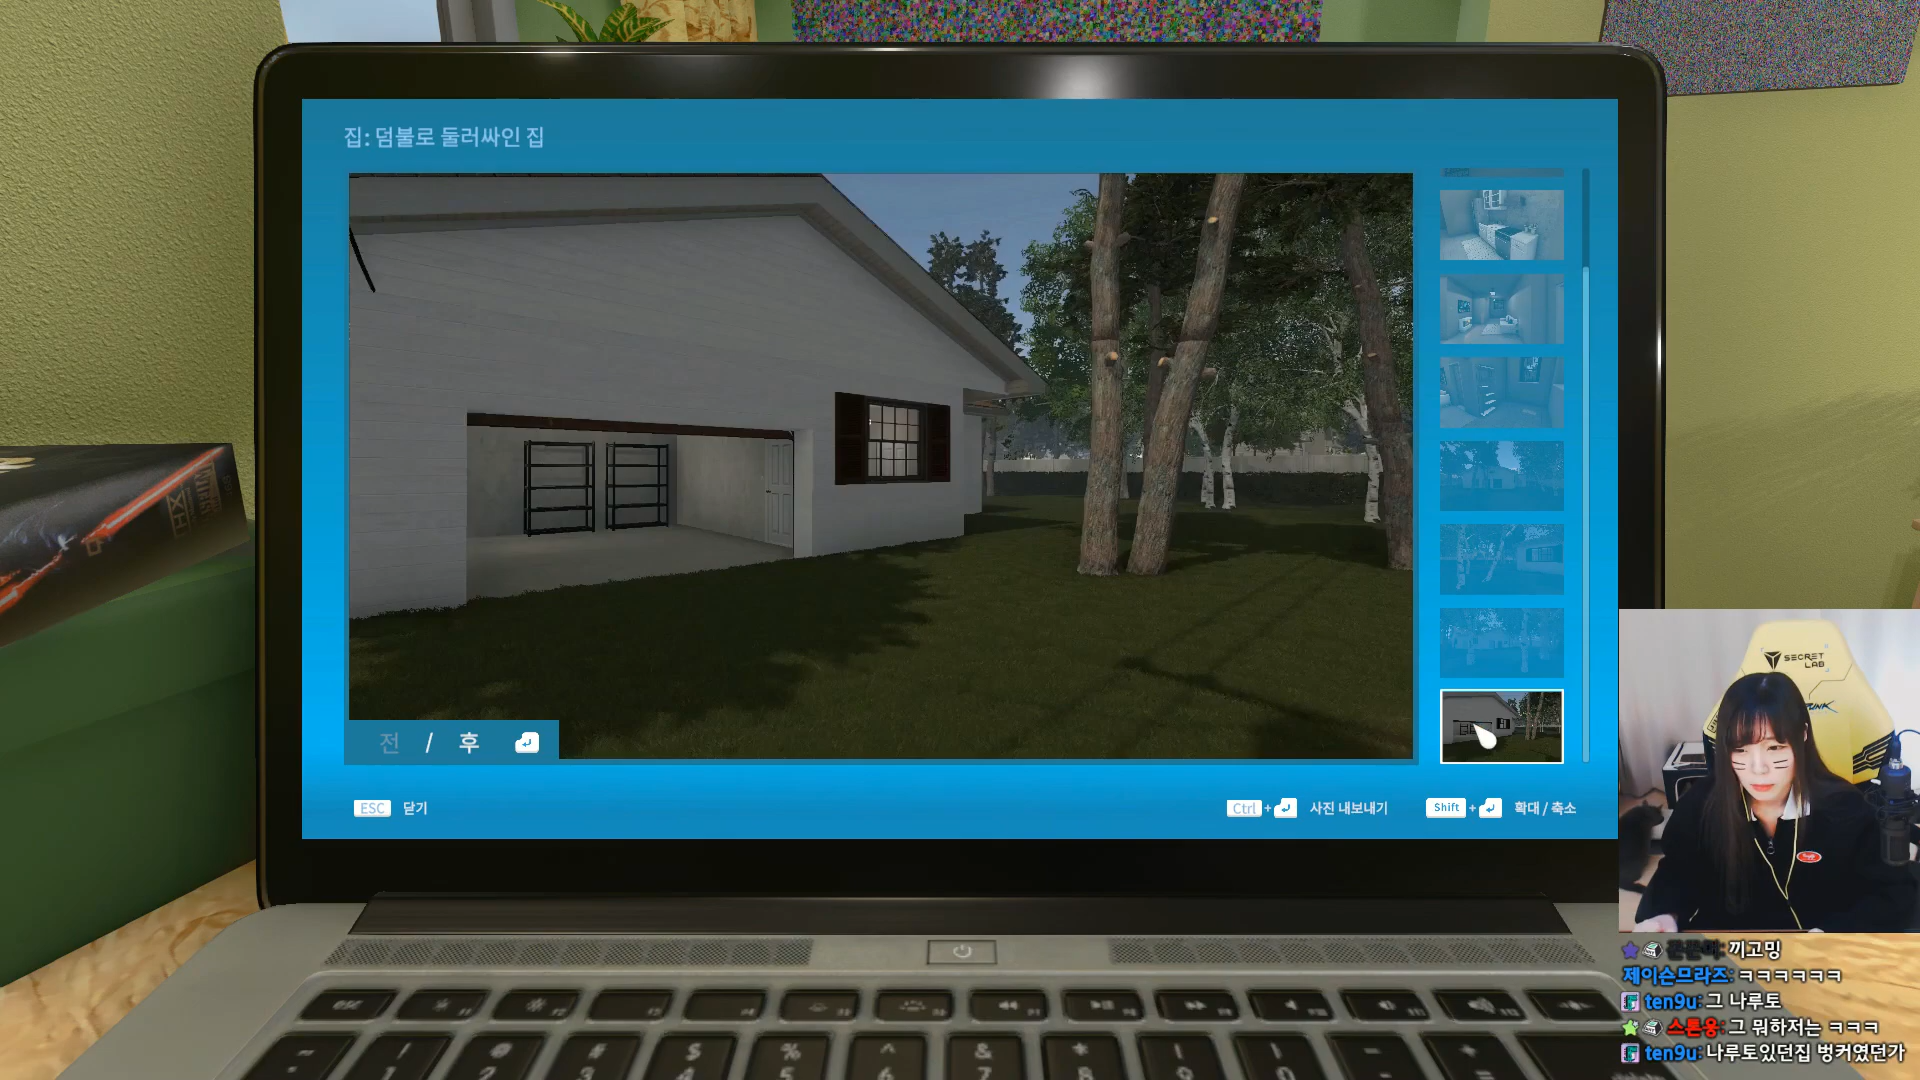 집: 덤불로 둘러싸인 집
전 / 후
ESC 닫기
Ctrl + 사진 내보내기
Shift + 확대 / 축소
SECRET
LAB
끼고밍
제이슨므라즈: ㅋㅋㅋㅋㅋㅋ
ten9u: 그 나루토
스톤옹: 그 뭐하저는 ㅋㅋㅋ
ten9u: 나루토있던집 벙커였던가
esc